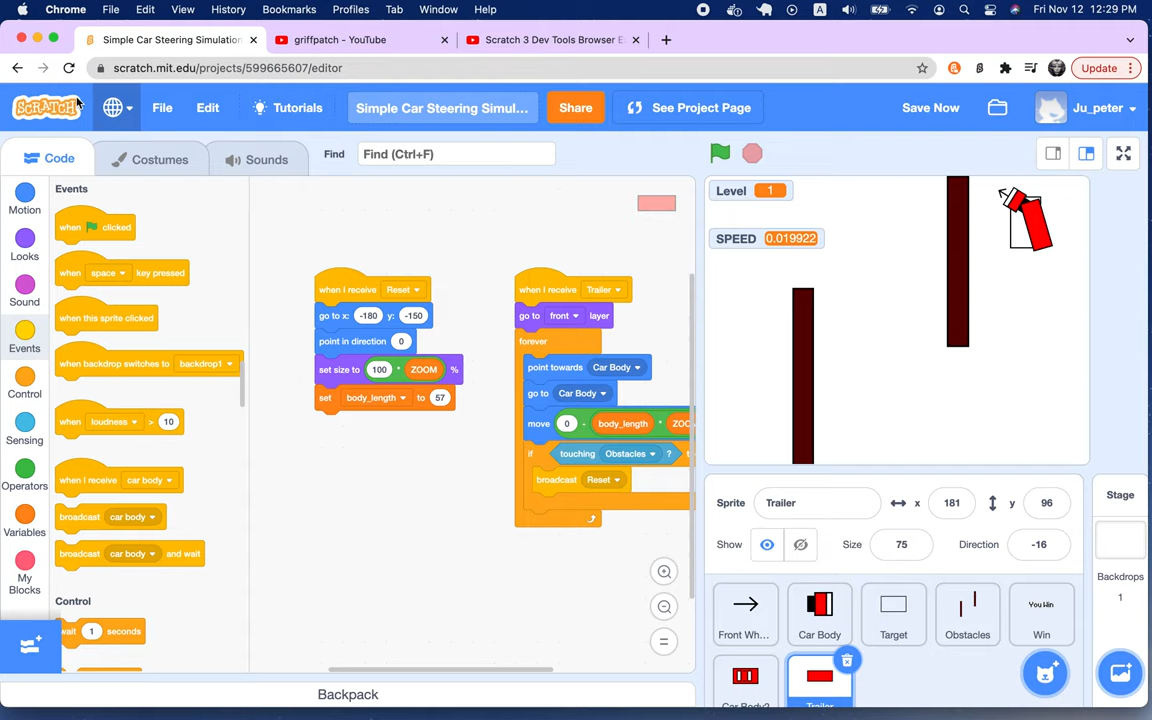 Chrome File Edit View History Bookmarks Profiles Tab Window Help A Fri Nov 12 12:29 PM
Simple Car Steering Simulation griffpatch - YouTube Scratch 3 Dev Tools Browser E
scratch.mit.edu/projects/599665607/editor Update
SCRATCH File Edit Tutorials Simple Car Steering Simul... Share See Project Page Save Now Ju_peter
Code Costumes Sounds Find Find (Ctrl+F)
Motion
Looks
Sound
Events
Control
Sensing
Operators
Variables
My
Blocks
Events
when clicked
when space key pressed
when this sprite clicked
when backdrop switches to backdrop1
when loudness > 10
when I receive car body
broadcast car body
broadcast car body and wait
Control
wait 1 seconds
when I receive Reset
go to x: -180 y: -150
point in direction 0
set size to 100 * ZOOM %
set body_length to 57
when I receive Trailer
go to front layer
forever
point towards Car Body
go to Car Body
move 0 - body_length * ZOO
if touching Obstacles ? t
broadcast Reset
Backpack
Level 1
SPEED 0.019922
Sprite Trailer x 181 y 96
Show Size 75 Direction -16
Front Wh... Car Body Target Obstacles You Win
Win
Car Body2 Trailer
Stage
Backdrops
1